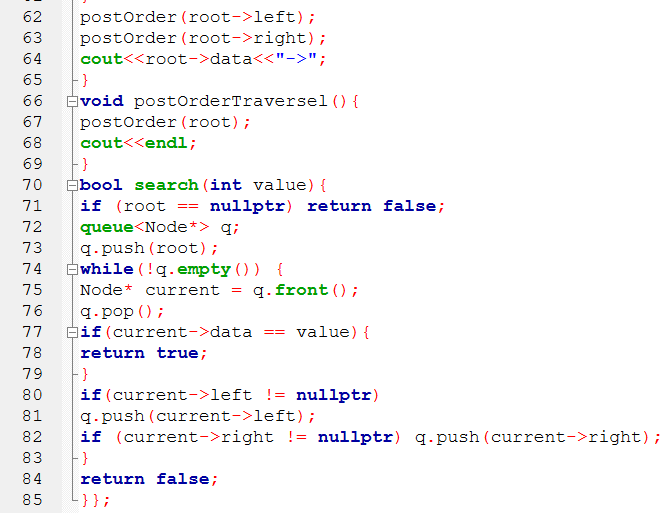 62 postOrder(root->left);
63 postOrder(root->right);
64 cout<<root->data<<"->";
65 }
66 void postOrderTraversel(){
67 postOrder(root);
68 cout<<endl;
69 }
70 bool search(int value){
71 if (root == nullptr) return false;
72 queue<Node*> q;
73 q.push(root);
74 while(!q.empty()) {
75 Node* current = q.front();
76 q.pop();
77 if(current->data == value){
78 return true;
79 }
80 if(current->left != nullptr)
81 q.push(current->left);
82 if (current->right != nullptr) q.push(current->right);
83 }
84 return false;
85 }};